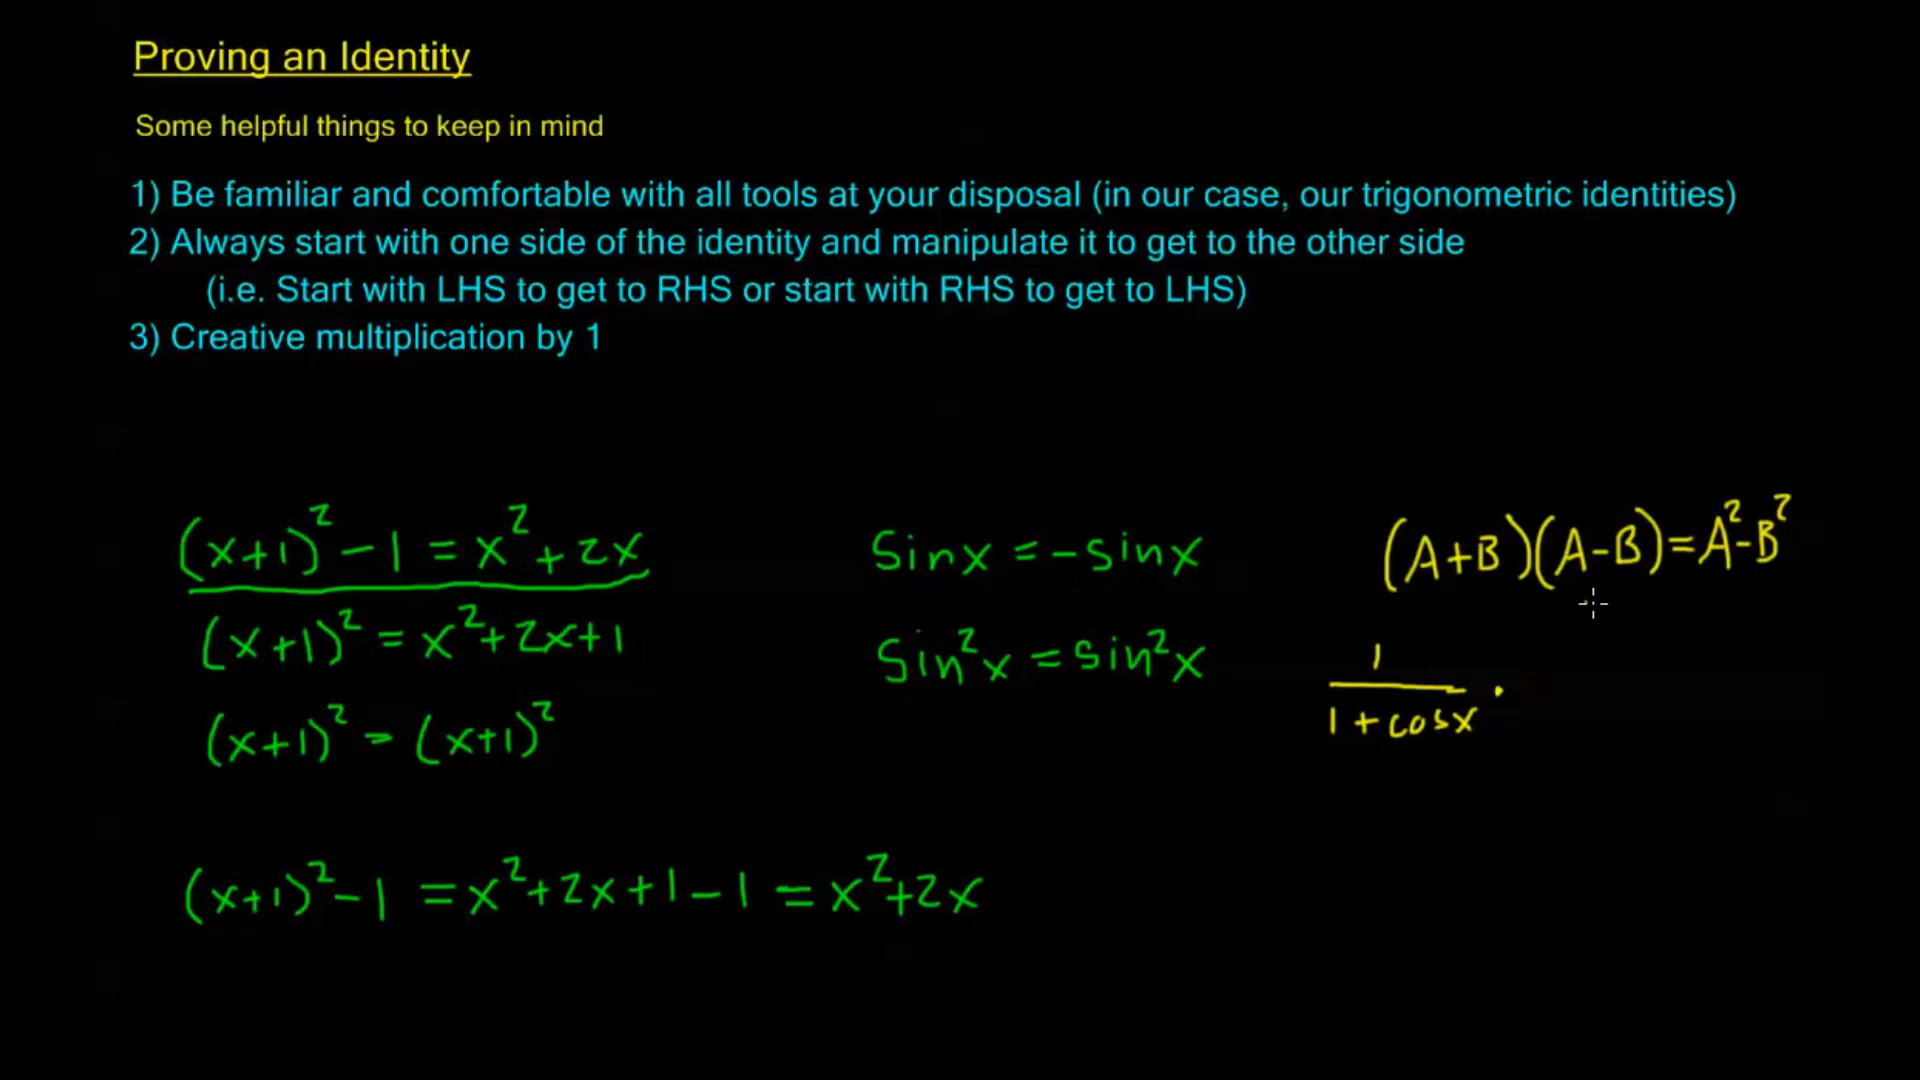 Proving an Identity
Some helpful things to keep in mind
1) Be familiar and comfortable with all tools at your disposal (in our case, our trigonometric identities)
2) Always start with one side of the identity and manipulate it to get to the other side
(i.e. Start with LHS to get to RHS or start with RHS to get to LHS)
3) Creative multiplication by 1
(x+1)² - 1 = x² + 2x
(x+1)² = x² + 2x + 1
(x+1)² = (x+1)²
(x+1)² - 1 = x² + 2x + 1 - 1 = x² + 2x
Sinx = -sinx
Sin²x = sin²x
(A+B)(A-B) = A² - B²
1
1 + cosx ·